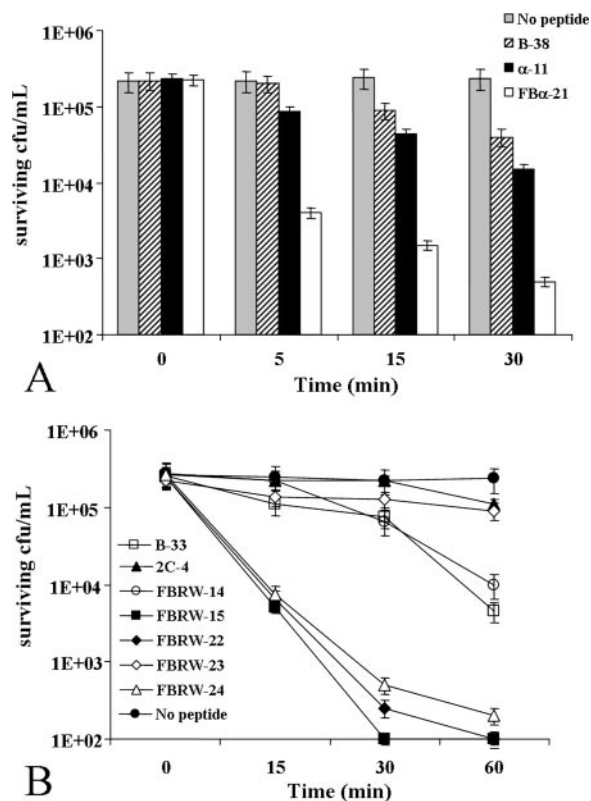 1E+06
1E+05
1E+04
1E+03
1E+02
surviving cfu/mL
No peptide
B-38
α-11
FBα-21
0 5 15 30
Time (min)
A
1E+06
1E+05
1E+04
1E+03
1E+02
surviving cfu/mL
B-33
2C-4
FBRW-14
FBRW-15
FBRW-22
FBRW-23
FBRW-24
No peptide
0 15 30 60
Time (min)
B